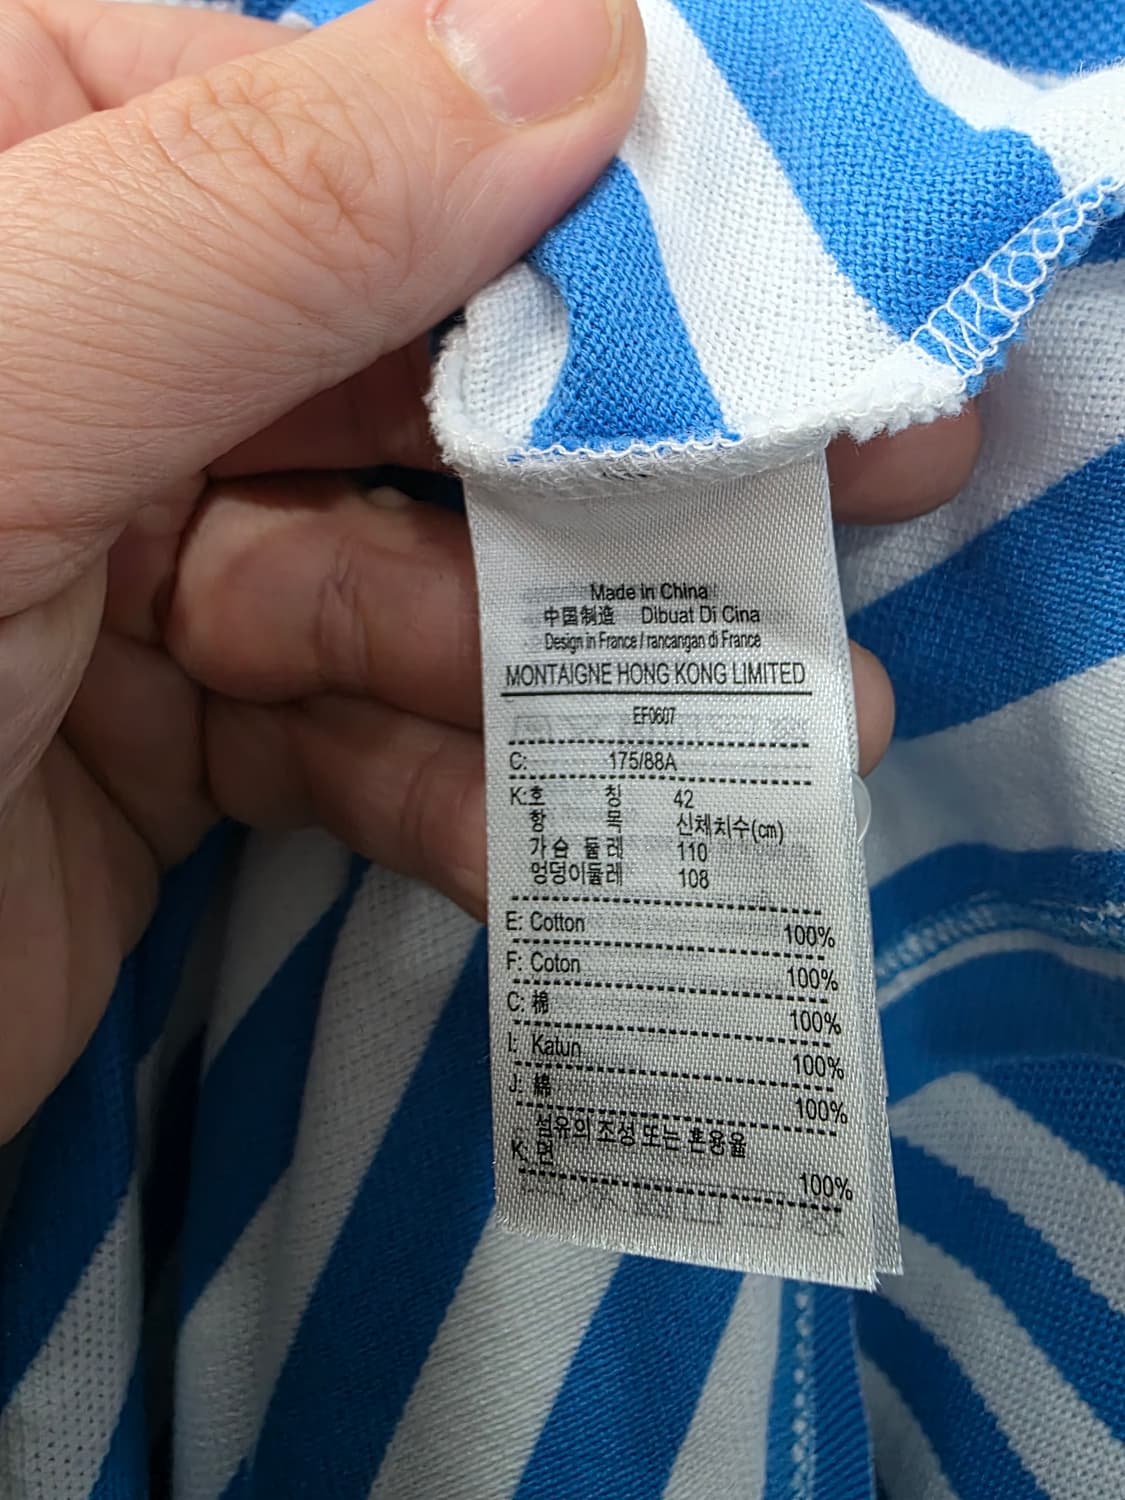 Made in China
中国制造 Dibuat Di Cina
Design in France / rancangan di France
MONTAIGNE HONG KONG LIMITED
EF0607
C: 175/88A
K:호 칭 42
항 목 신체치수(cm)
가슴 둘레 110
엉덩이둘레 108
E: Cotton 100%
F: Coton 100%
C: 棉 100%
I: Katun 100%
J: 綿 100%
섬유의 조성 또는 혼용율
K: 면 100%